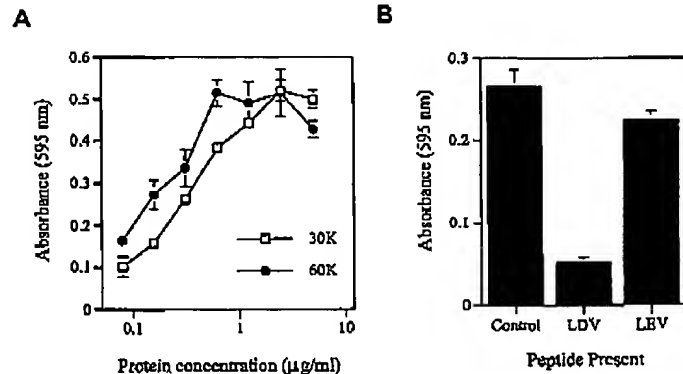 A
Absorbance (595 nm)
0.6
0.5
0.4
0.3
0.2
0.1
0
30K
60K
0.1
1
10
Protein concentration (μg/ml)
B
Absorbance (595 nm)
0.3
0.2
0.1
0
Control
LDV
LEV
Peptide Present